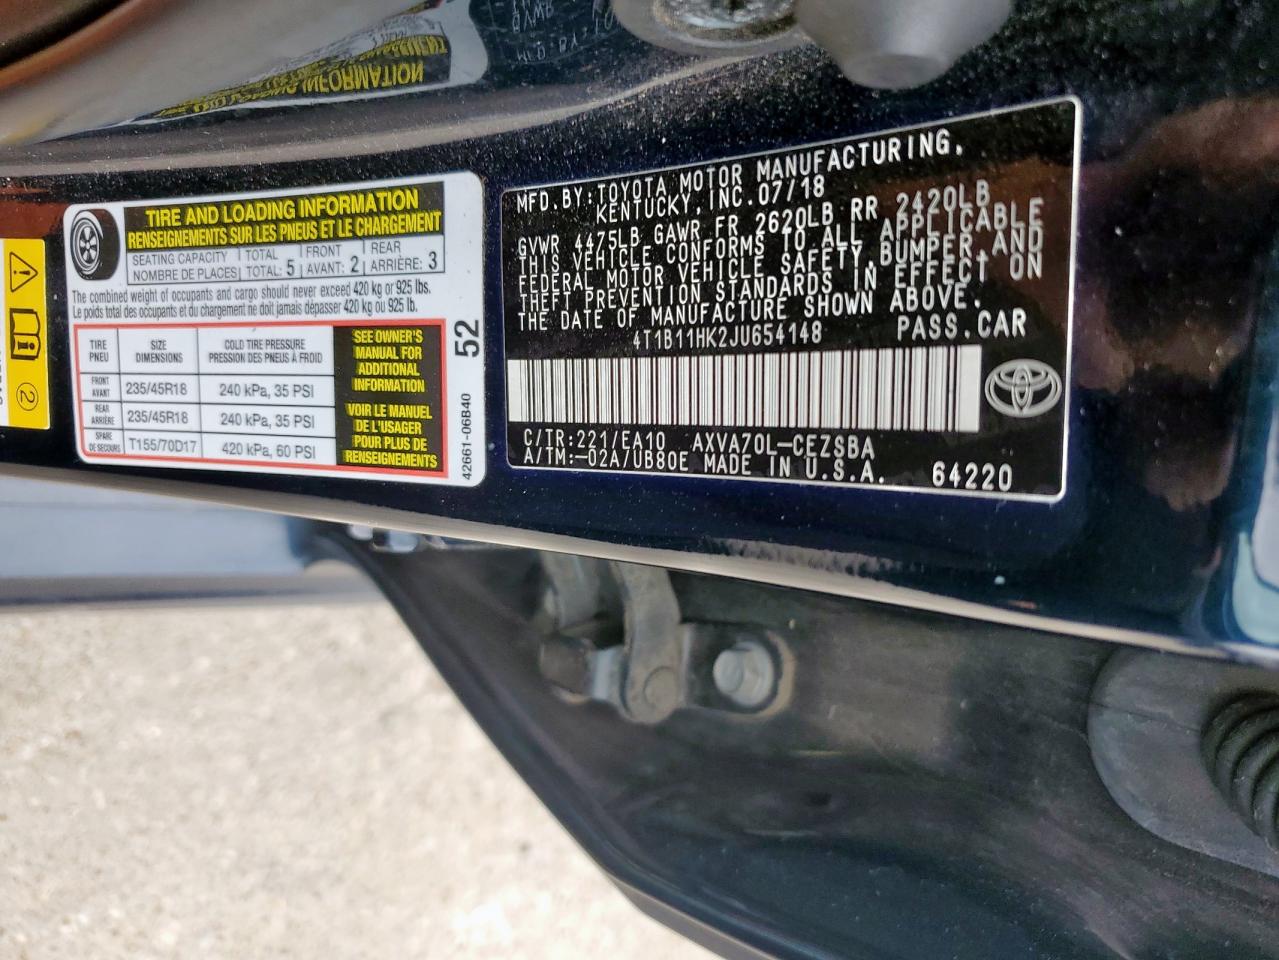 TIRE AND LOADING INFORMATION
RENSEIGNEMENTS SUR LES PNEUS ET LE CHARGEMENT
SEATING CAPACITY TOTAL FRONT REAR
NOMBRE DE PLACES TOTAL: 5 AVANT: 2 ARRIÈRE: 3
The combined weight of occupants and cargo should never exceed 420 kg or 925 lbs.
Le poids total des occupants et du chargement ne doit jamais dépasser 420 kg ou 925 lb.
TIRE PNEU SIZE DIMENSIONS COLD TIRE PRESSURE PRESSION DES PNEUS À FROID
FRONT AVANT 235/45R18 240 kPa, 35 PSI
REAR ARRIÈRE 235/45R18 240 kPa, 35 PSI
SPARE DE SECOURS T155/70D17 420 kPa, 60 PSI
SEE OWNER'S
MANUAL FOR
ADDITIONAL
INFORMATION
VOIR LE MANUEL
DE L'USAGER
POUR PLUS DE
RENSEIGNEMENTS
52
42661-06B40
MFD. BY: TOYOTA MOTOR MANUFACTURING,
KENTUCKY, INC. 07/18
GVWR 4475LB GAWR FR 2620LB RR 2420LB
THIS VEHICLE CONFORMS TO ALL APPLICABLE
FEDERAL MOTOR VEHICLE SAFETY, BUMPER, AND
THEFT PREVENTION STANDARDS IN EFFECT ON
THE DATE OF MANUFACTURE SHOWN ABOVE.
4T1B11HK2JU654148 PASS. CAR
C/TR: 221/EA10 AXVA70L-CEZSBA
A/TM: -02A/UB80E MADE IN U.S.A.
64220
2